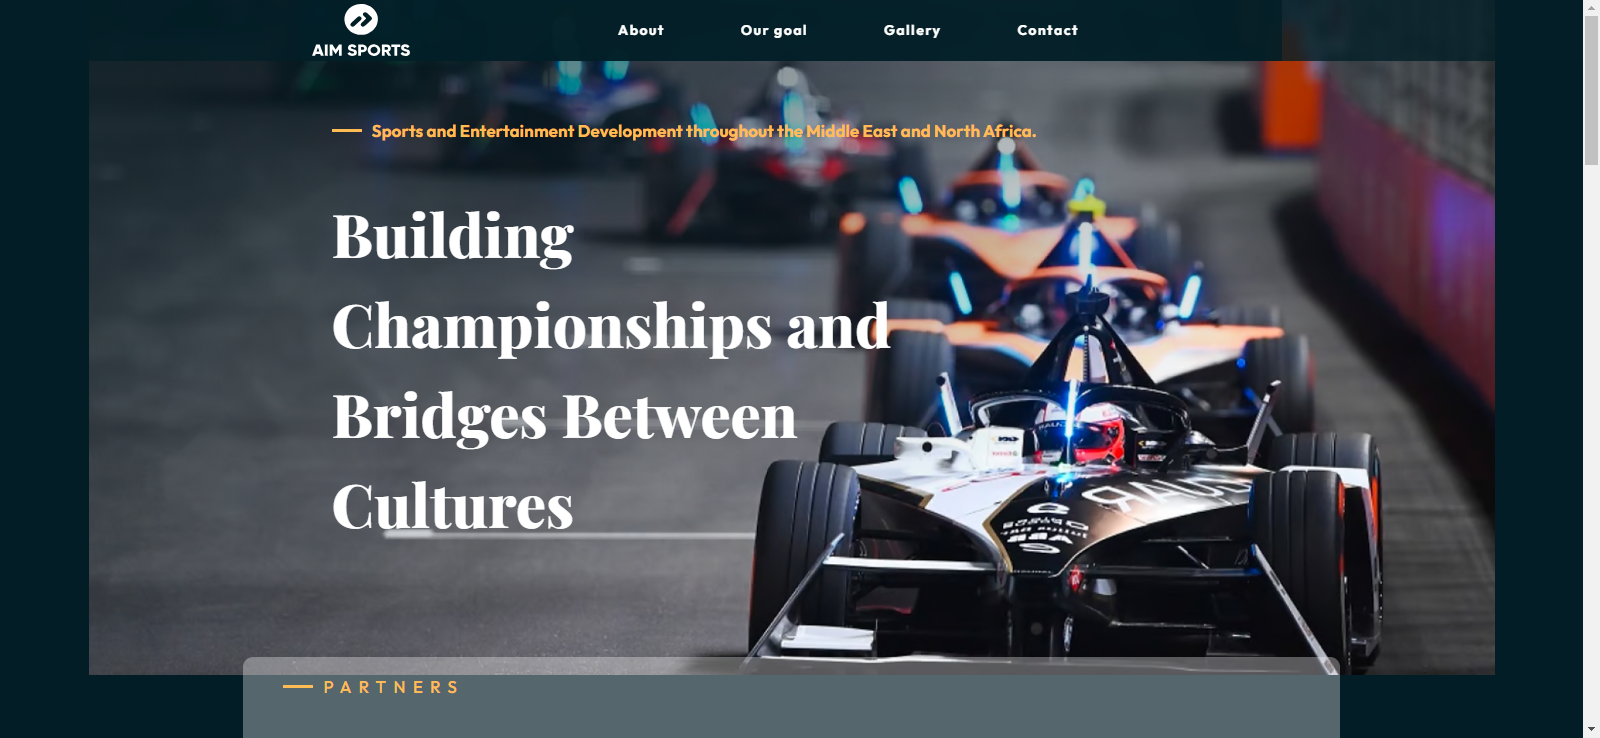 AIM SPORTS
About
Our goal
Gallery
Contact
Sports and Entertainment Development throughout the Middle East and North Africa.
Building
Championships and
Bridges Between
Cultures
PARTNERS